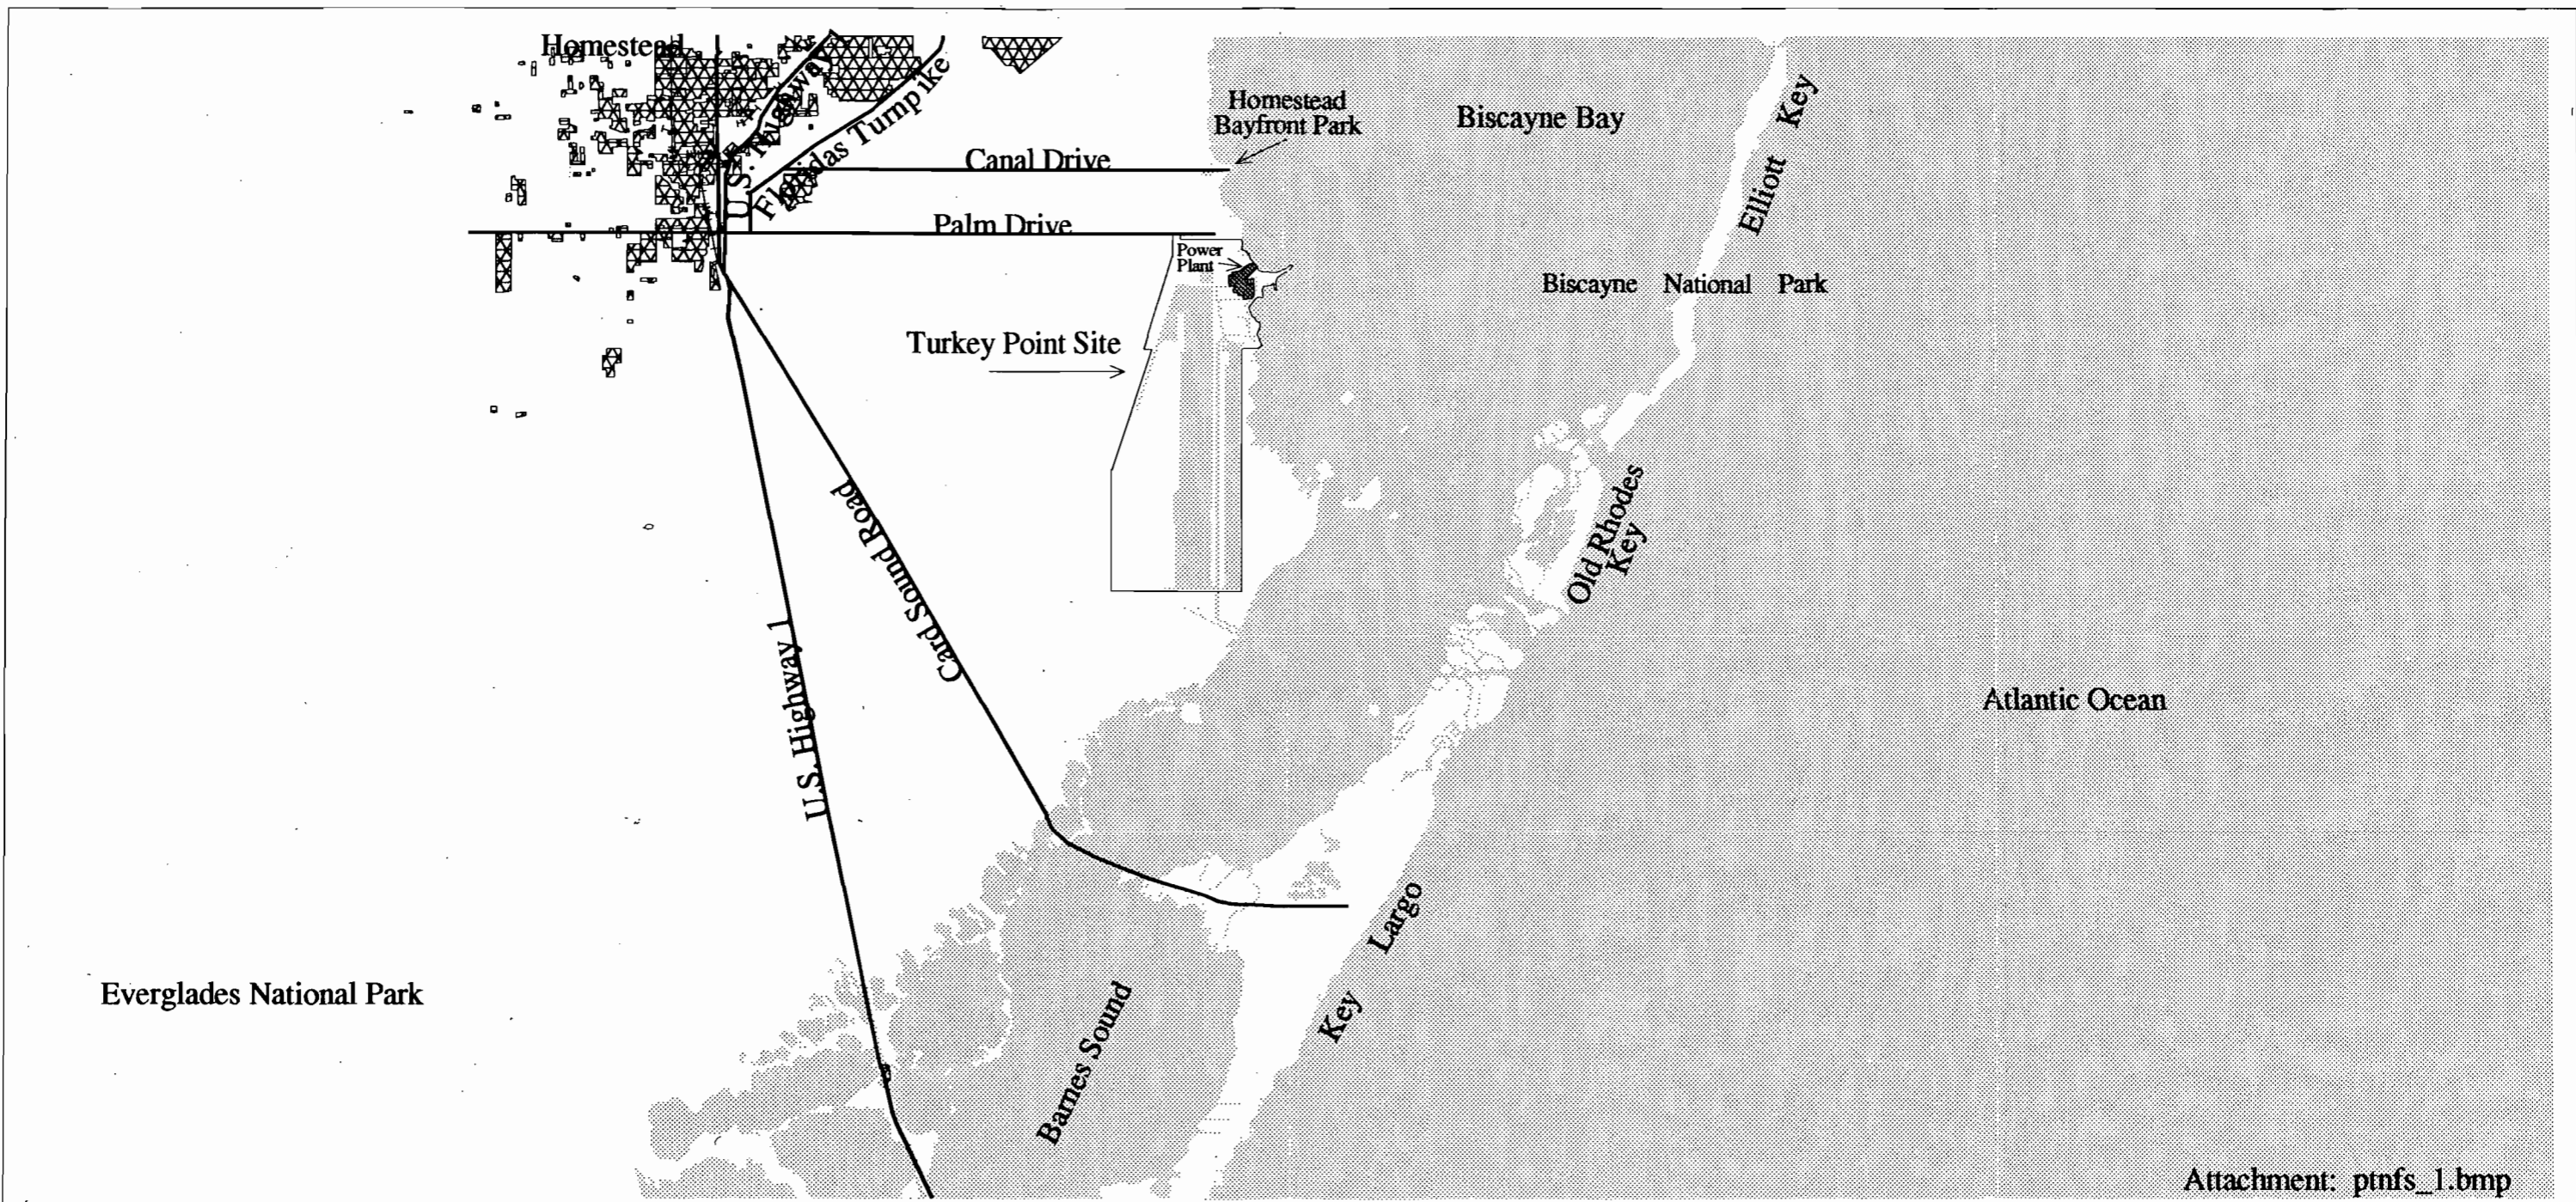 Homestead
U.S. Highway 1
Floridas Turnpike
Homestead
Bayfront Park
Biscayne Bay
Elliott Key
Canal Drive
Palm Drive
Power
Plant
Biscayne National Park
Turkey Point Site
Card Sound Road
Old Rhodes
Key
U.S. Highway 1
Atlantic Ocean
Key Largo
Everglades National Park
Barnes Sound
Attachment: ptnfs_1.bmp